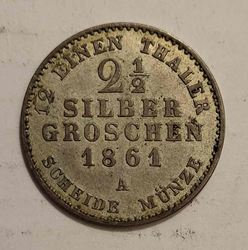 12 EINEN THALER
2 1/2
SILBER
GROSCHEN
1861
A
SCHEIDE MÜNZE